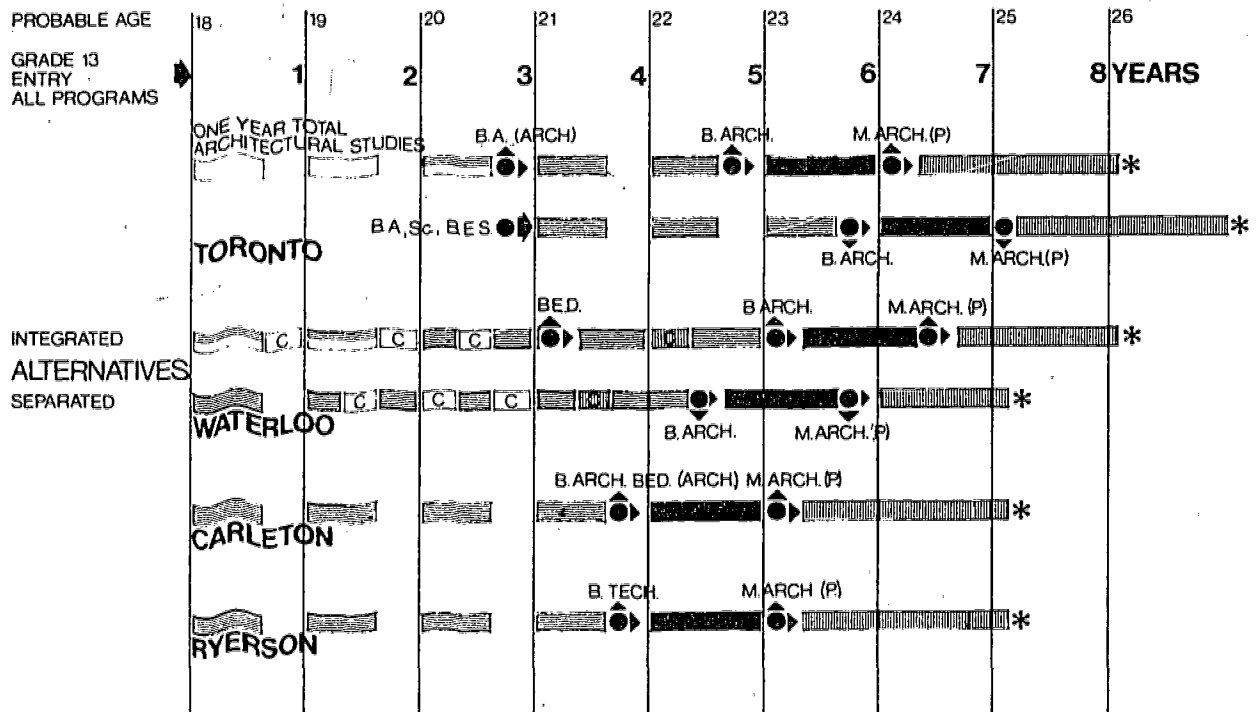 PROBABLE AGE 18 19 20 21 22 23 24 25 26
GRADE 13
ENTRY
ALL PROGRAMS
1 2 3 4 5 6 7 8 YEARS
ONE YEAR TOTAL
ARCHITECTURAL STUDIES
B.A. (ARCH) B. ARCH. M. ARCH. (P)
*
B.A, Sc., B.E.S.
*
TORONTO
B. ARCH. M. ARCH. (P)
B.E.D. B. ARCH. M. ARCH. (P)
INTEGRATED
C C C C *
ALTERNATIVES
SEPARATED
C C C C *
WATERLOO
B. ARCH. M. ARCH. (P)
B. ARCH. B.E.D. (ARCH) M. ARCH. (P)
*
CARLETON
B. TECH. M. ARCH (P.)
*
RYERSON